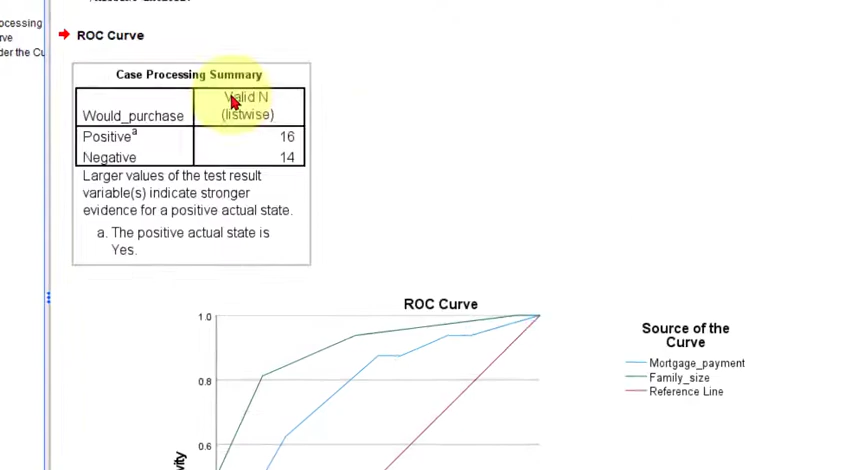 ocessing
rve
der the Cu
ROC Curve
Case Processing Summary
Valid N
Would_purchase (listwise)
Positive a 16
Negative 14
Larger values of the test result
variable(s) indicate stronger
evidence for a positive actual state.
a. The positive actual state is
Yes.
ROC Curve
1.0
0.8
0.6
vity
Source of the
Curve
Mortgage_payment
Family_size
Reference Line